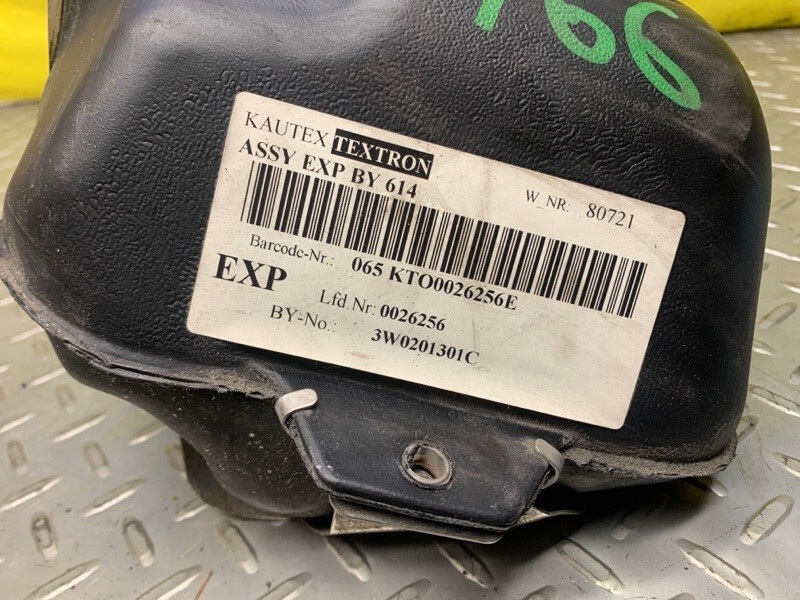 991
KAUTEX TEXTRON
ASSY EXP BY 614
W_NR: 80721
Barcode-Nr.: 065 KTO0026256E
EXP
Lfd.Nr: 0026256
BY-No.: 3W0201301C